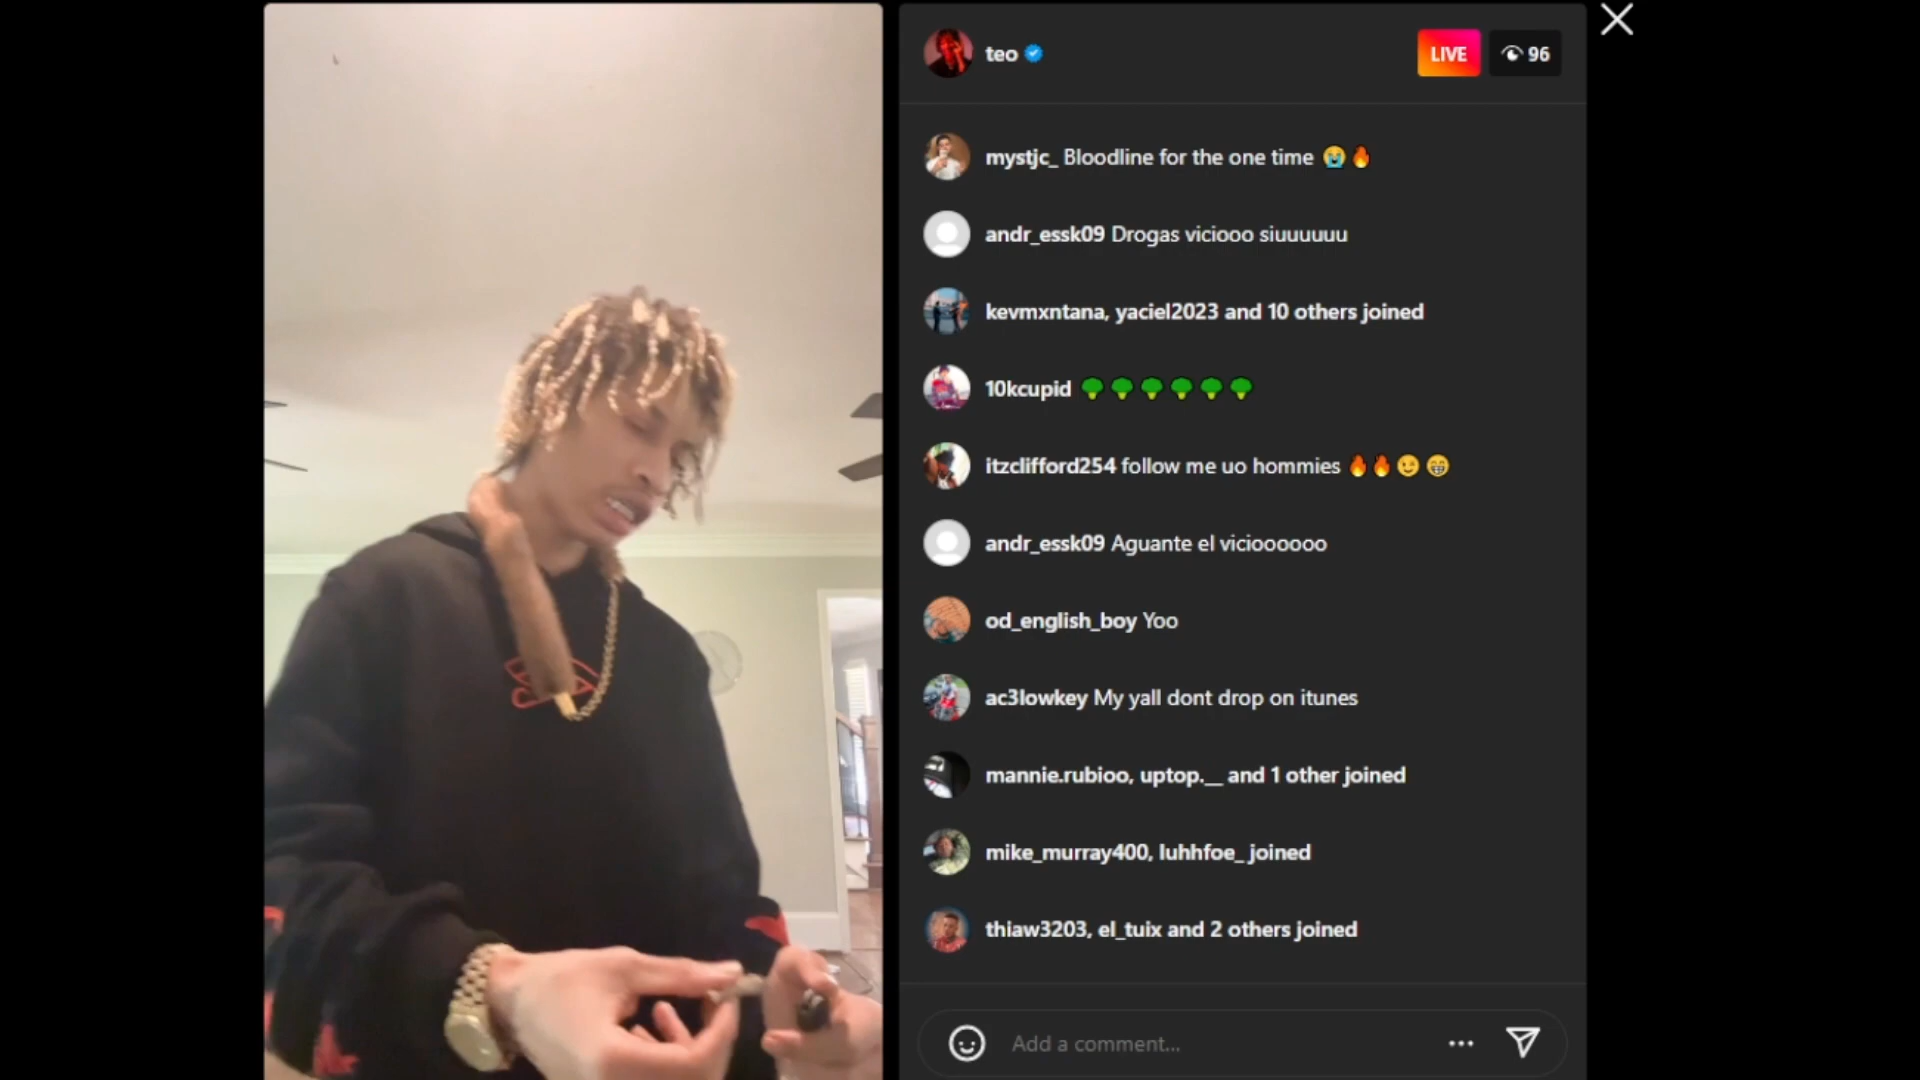 teo
LIVE
96
mystjc_ Bloodline for the one time 😭🔥
andr_essk09 Drogas viciooo siuuuuuu
kevmxntana, yaciel2023 and 10 others joined
10kcupid 🥦🥦🥦🥦🥦🥦
itzclifford254 follow me uo hommies 🔥🔥😉😁
andr_essk09 Aguante el vicioooooo
od_english_boy Yoo
ac3lowkey My yall dont drop on itunes
mannie.rubioo, uptop.__ and 1 other joined
mike_murray400, luhhfoe_ joined
thiaw3203, el_tuix and 2 others joined
Add a comment...